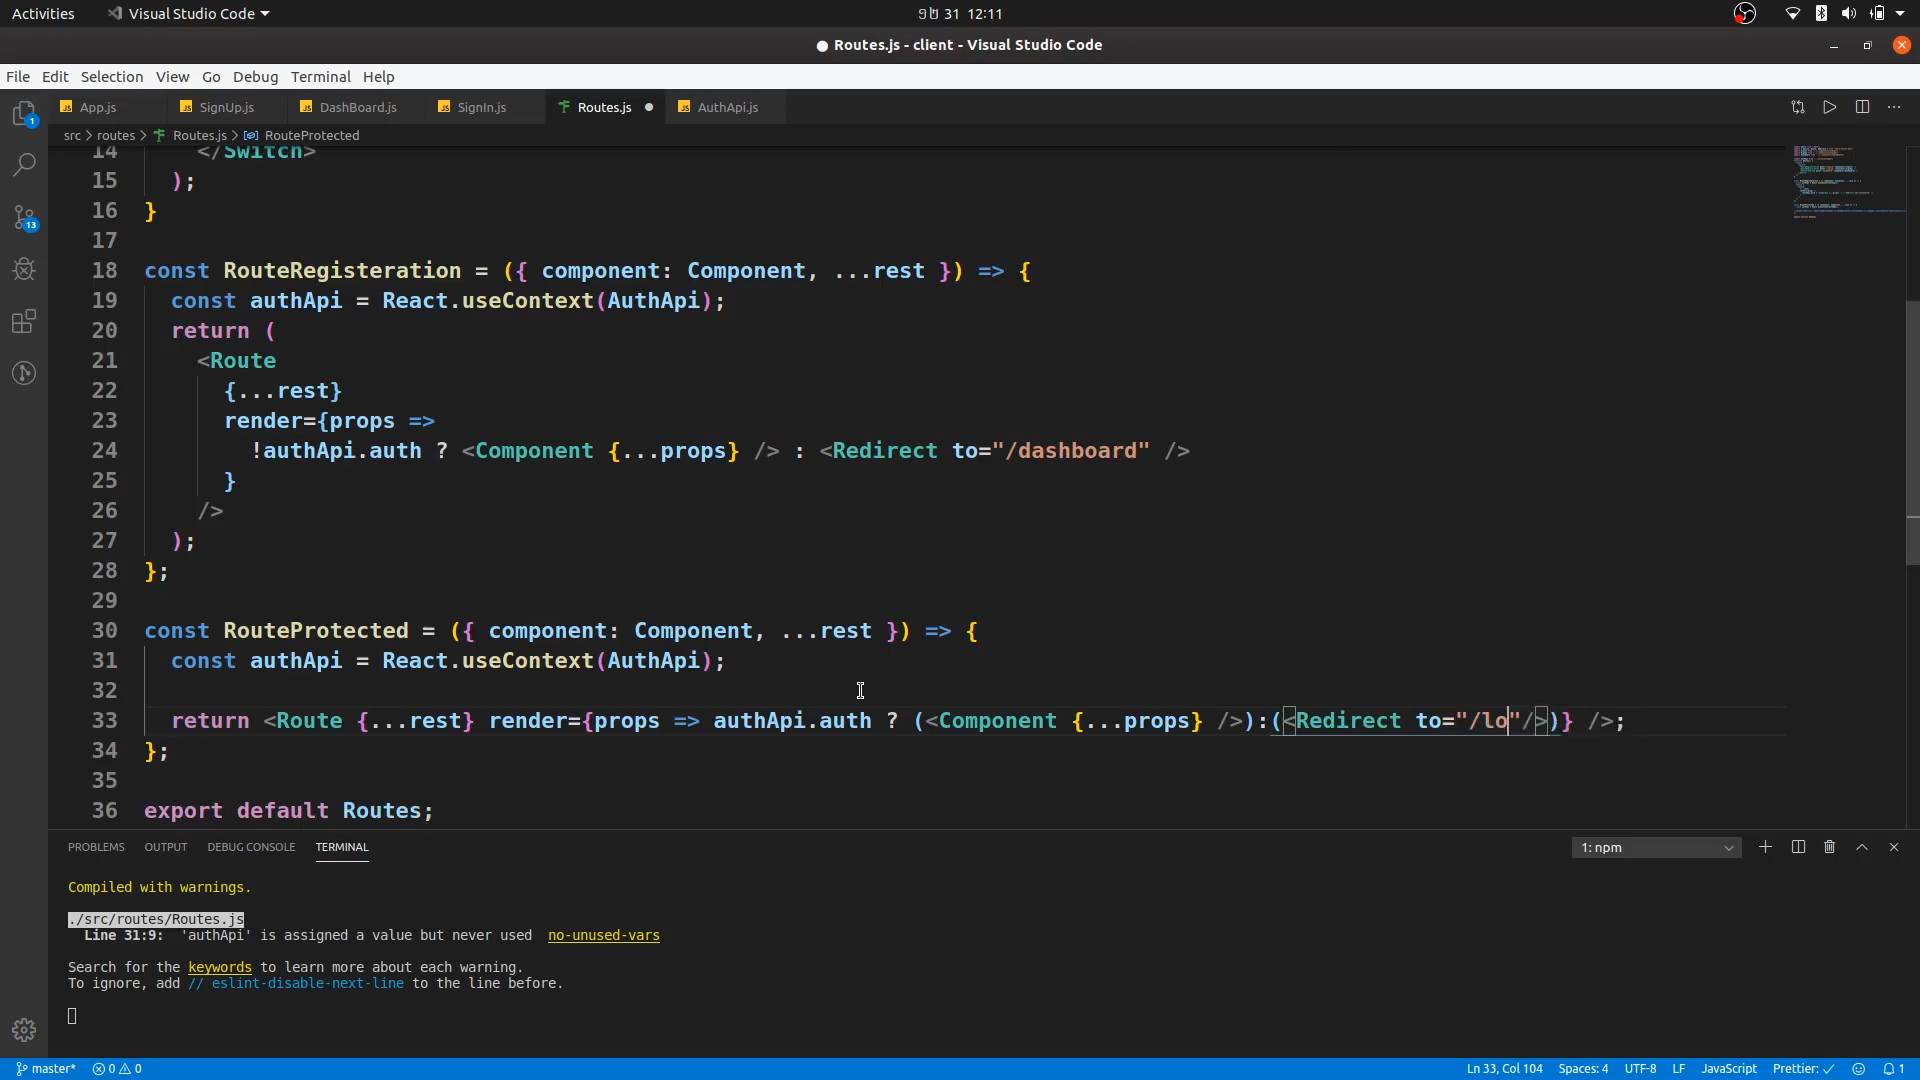 Activities
Visual Studio Code
31 12:11
● Routes.js - client - Visual Studio Code
File Edit Selection View Go Debug Terminal Help
App.js SignUp.js DashBoard.js SignIn.js Routes.js ● AuthApi.js
1
src > routes > Routes.js > RouteProtected
14 </Switch>
15 );
16 }
17
18 const RouteRegisteration = ({ component: Component, ...rest }) => {
19 const authApi = React.useContext(AuthApi);
20 return (
21 <Route
22 {...rest}
23 render={props =>
24 !authApi.auth ? <Component {...props} /> : <Redirect to="/dashboard" />
25 }
26 />
27 );
28 };
29
30 const RouteProtected = ({ component: Component, ...rest }) => {
31 const authApi = React.useContext(AuthApi);
32
33 return <Route {...rest} render={props => authApi.auth ? (<Component {...props} />):(<Redirect to="/lo"/>)} />;
34 };
35
36 export default Routes;
13
PROBLEMS OUTPUT DEBUG CONSOLE TERMINAL 1: npm
Compiled with warnings.
./src/routes/Routes.js
Line 31:9: 'authApi' is assigned a value but never used no-unused-vars
Search for the keywords to learn more about each warning.
To ignore, add // eslint-disable-next-line to the line before.
master* 0 0 Ln 33, Col 104 Spaces: 4 UTF-8 LF JavaScript Prettier: ✓ 1